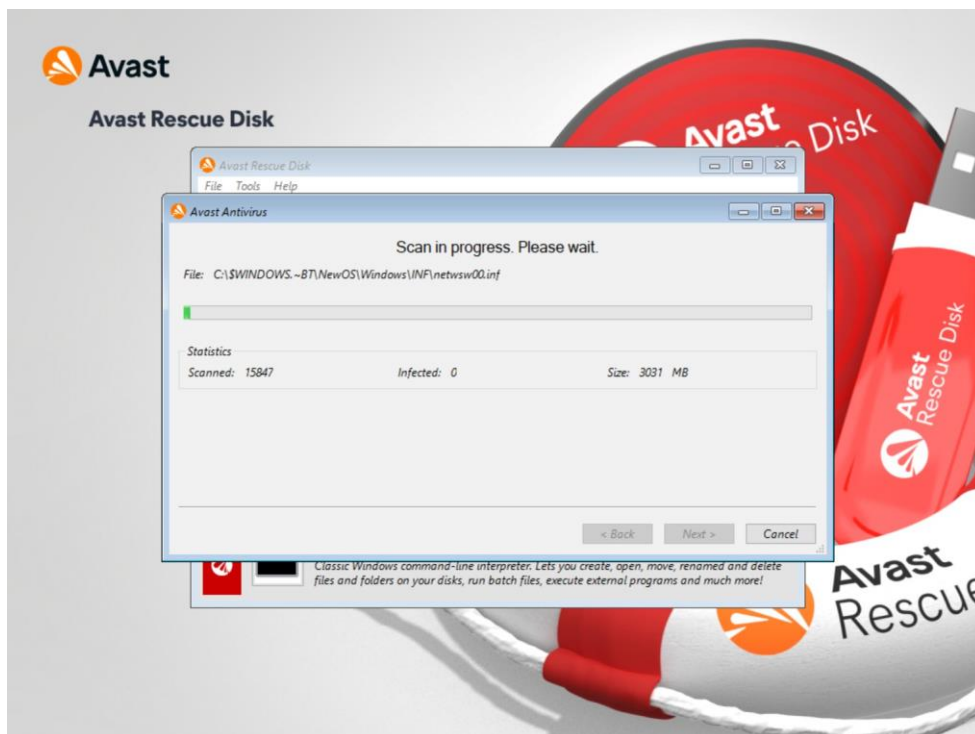 Avast
Avast Rescue Disk
Avast
Disk
Avast Rescue Disk
File Tools Help
Avast Antivirus
Scan in progress. Please wait.
File: C:\$WINDOWS.~BT\NewOS\Windows\INF\netwsw00.inf
Statistics
Scanned: 15847 Infected: 0 Size: 3031 MB
< Back Next > Cancel
Classic Windows command-line interpreter. Lets you create, open, move, renamed and delete
files and folders on your disks, run batch files, execute external programs and much more!
Avast
Rescue Disk
Avast
Rescu